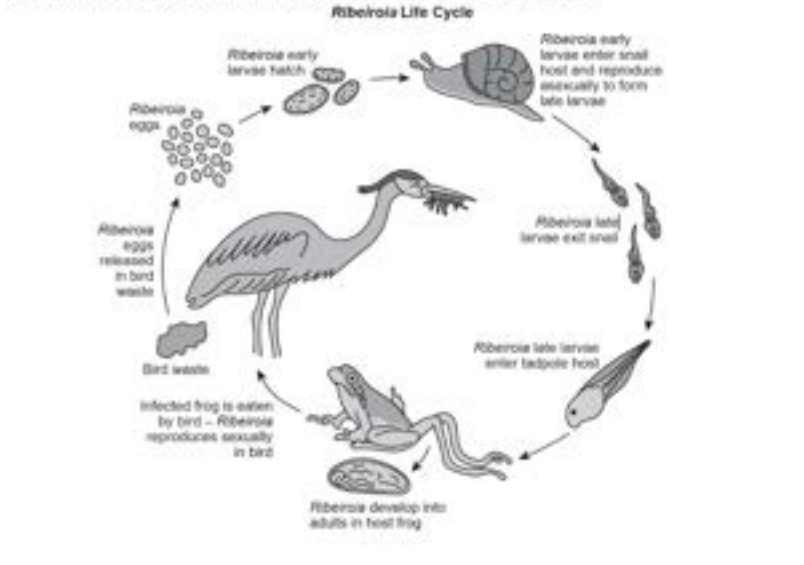 Ribeiroia Life Cycle
Ribeiroia early
larvae hatch
Ribeiroia early
larvae enter snail
host and reproduce
asexually to form
late larvae
Ribeiroia
eggs
Ribeiroia late
larvae exit snail
Ribeiroia
eggs
released
in bird
waste
Ribeiroia late larvae
enter tadpole host
Bird waste
Infected frog is eaten
by bird – Ribeiroia
reproduces sexually
in bird
Ribeiroia develop into
adults in host frog